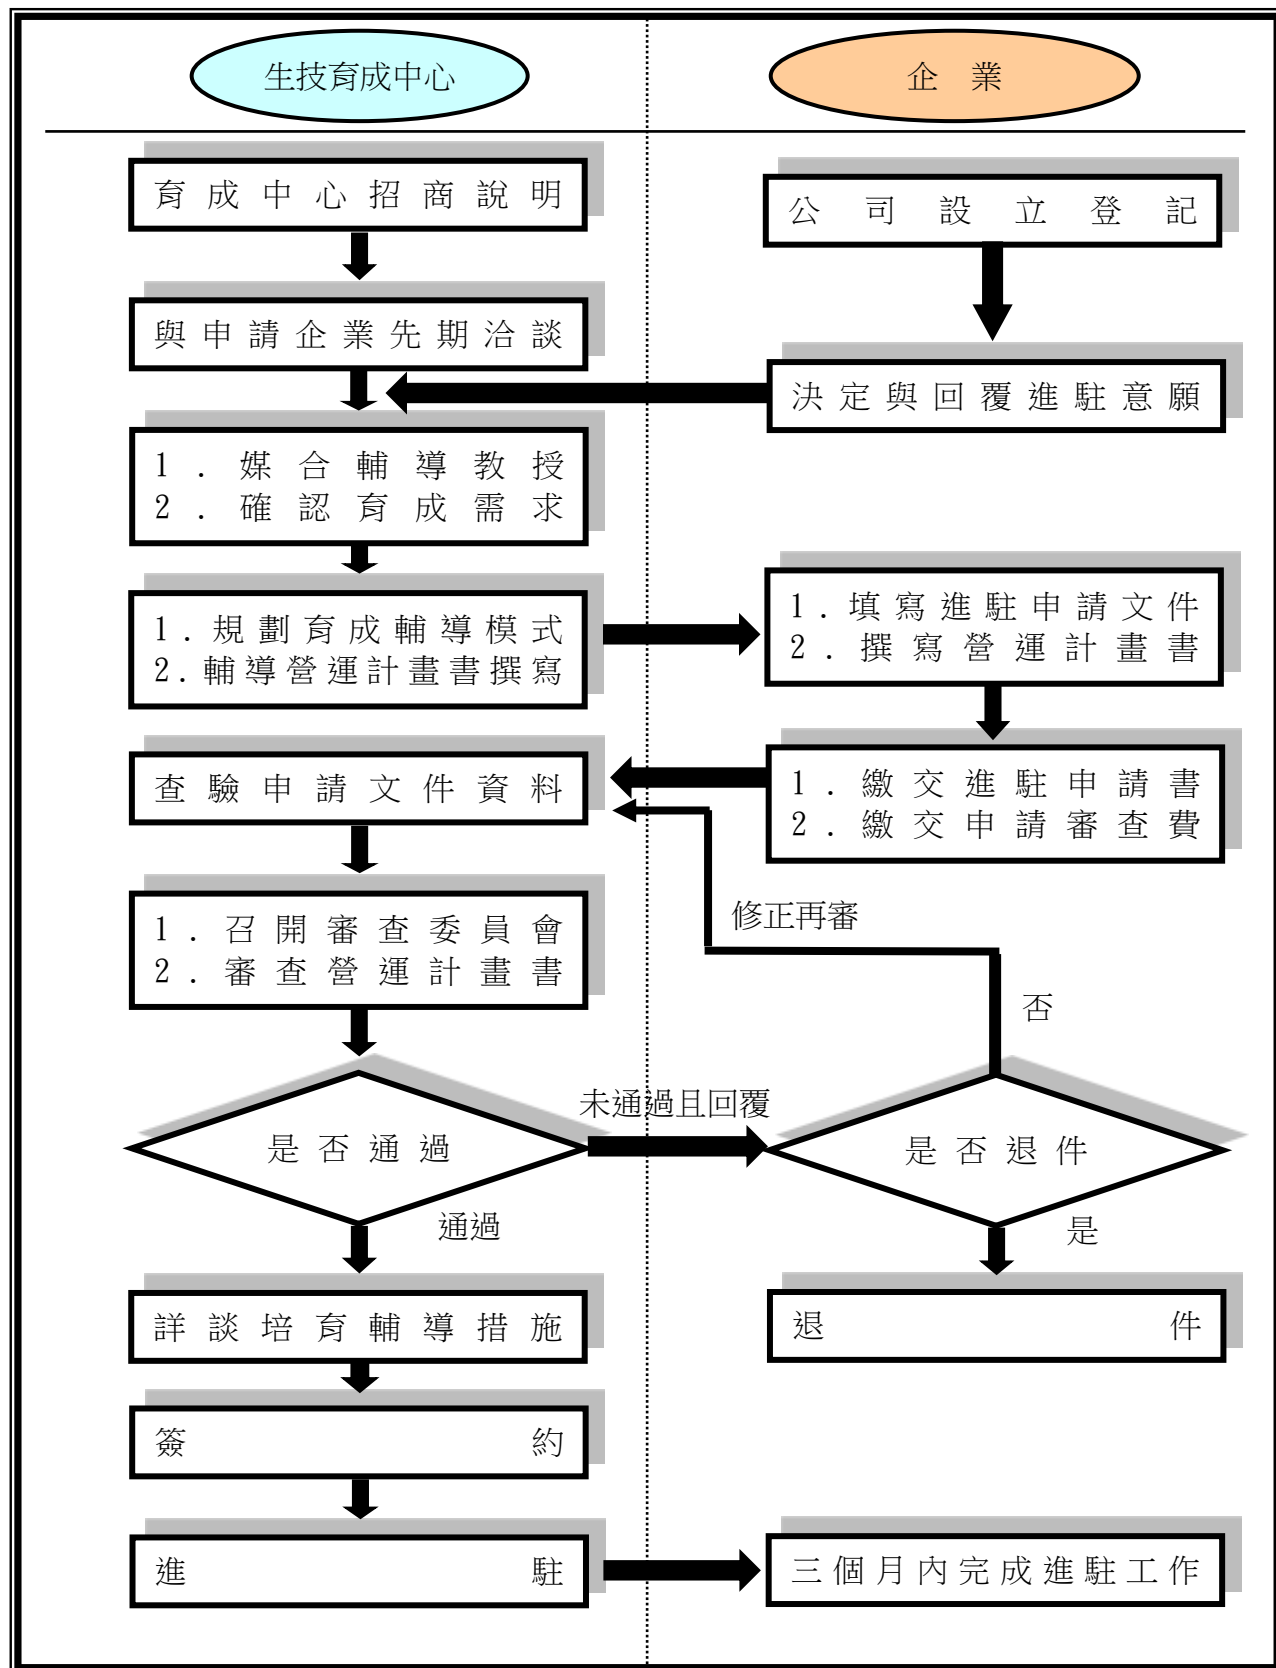 生技育成中心
企 業
育成中心招商說明
公司設立登記
與申請企業先期洽談
決定與回覆進駐意願
1.媒合輔導教授
2.確認育成需求
1.規劃育成輔導模式
2.輔導營運計畫書撰寫
1.填寫進駐申請文件
2.撰寫營運計畫書
查驗申請文件資料
1.繳交進駐申請書
2.繳交申請審查費
修正再審
1.召開審查委員會
2.審查營運計畫書
否
未通過且回覆
是否通過
是否退件
通過
是
詳談培育輔導措施
退件
簽約
進駐
三個月內完成進駐工作